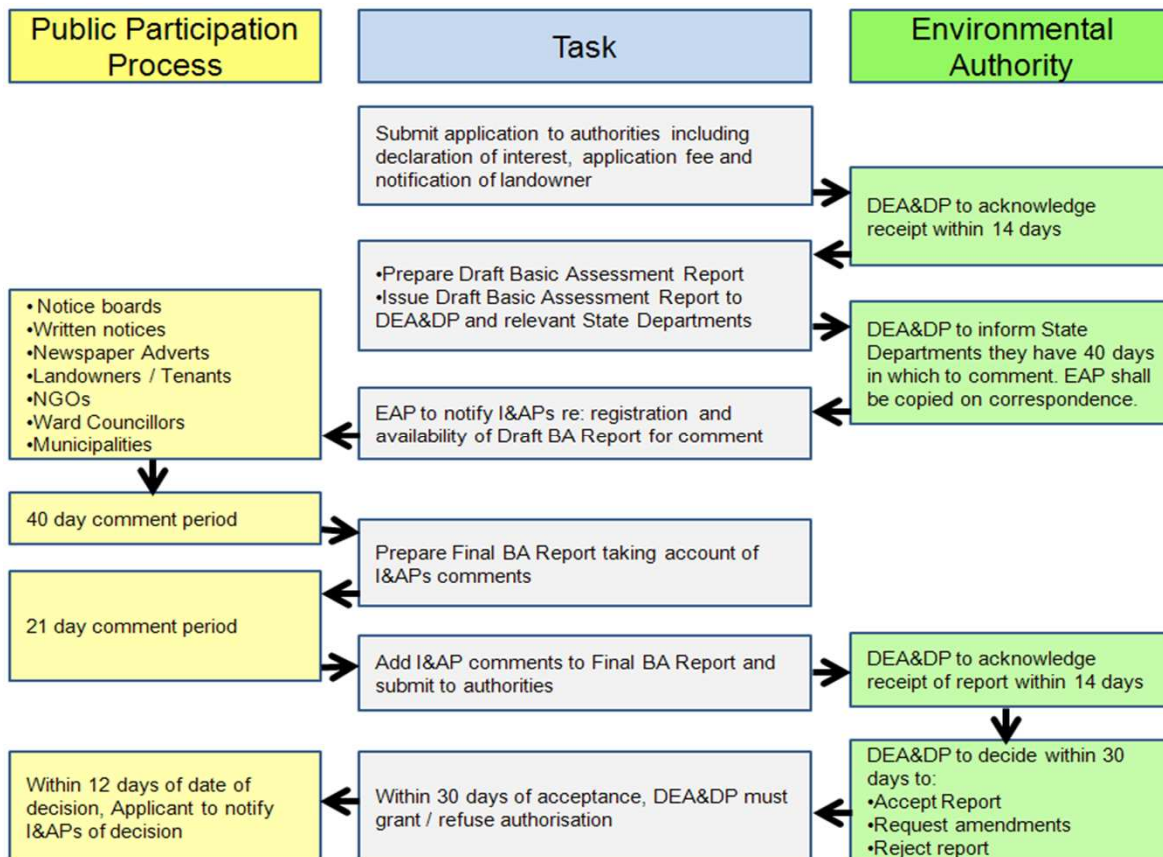 Public Participation
Process
Task
Environmental
Authority
Submit application to authorities including
declaration of interest, application fee and
notification of landowner
DEA&DP to acknowledge
receipt within 14 days
•Prepare Draft Basic Assessment Report
•Issue Draft Basic Assessment Report to
DEA&DP and relevant State Departments
DEA&DP to inform State
Departments they have 40 days
in which to comment. EAP shall
be copied on correspondence.
EAP to notify I&APs re: registration and
availability of Draft BA Report for comment
• Notice boards
•Written notices
•Newspaper Adverts
•Landowners / Tenants
•NGOs
•Ward Councillors
•Municipalities
40 day comment period
Prepare Final BA Report taking account of
I&APs comments
21 day comment period
Add I&AP comments to Final BA Report and
submit to authorities
DEA&DP to acknowledge
receipt of report within 14 days
DEA&DP to decide within 30
days to:
•Accept Report
•Request amendments
•Reject report
Within 30 days of acceptance, DEA&DP must
grant / refuse authorisation
Within 12 days of date of
decision, Applicant to notify
I&APs of decision